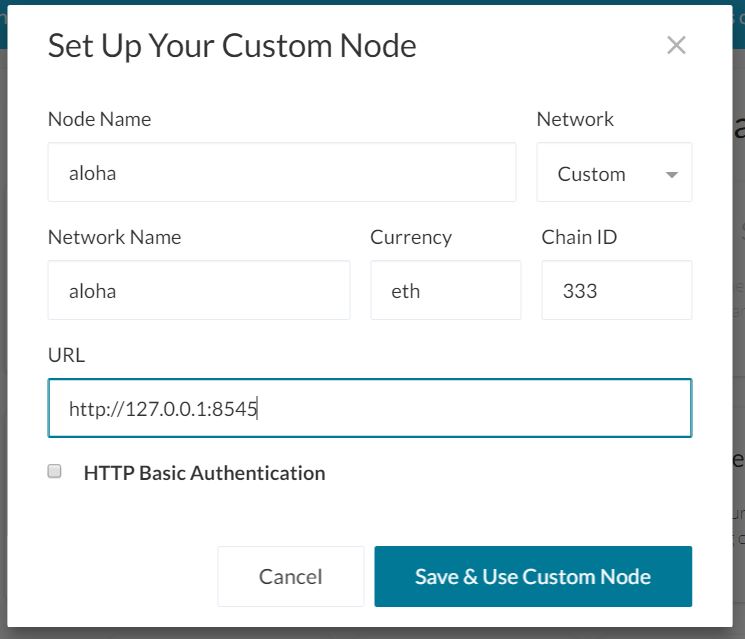 Set Up Your Custom Node
Node Name Network
aloha Custom
Network Name Currency Chain ID
aloha eth 333
URL
http://127.0.0.1:8545
HTTP Basic Authentication
Cancel Save & Use Custom Node